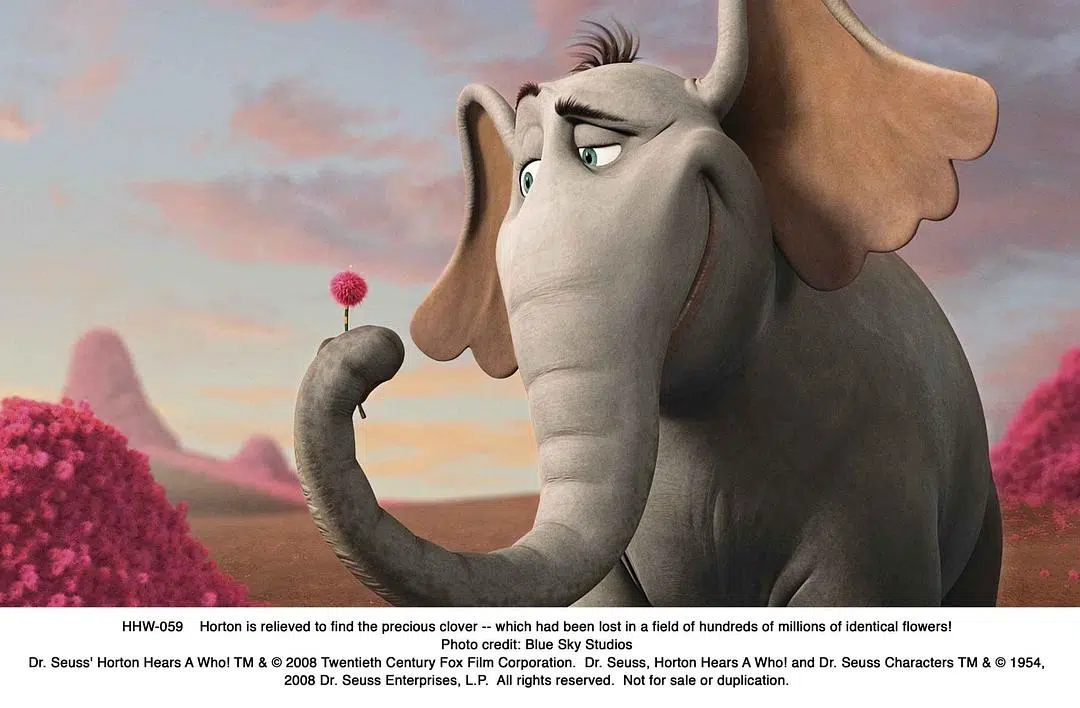 HHW-059 Horton is relieved to find the precious clover -- which had been lost in a field of hundreds of millions of identical flowers!
Photo credit: Blue Sky Studios
Dr. Seuss' Horton Hears A Who! TM & © 2008 Twentieth Century Fox Film Corporation. Dr. Seuss, Horton Hears A Who! and Dr. Seuss Characters TM & © 1954,
2008 Dr. Seuss Enterprises, L.P. All rights reserved. Not for sale or duplication.